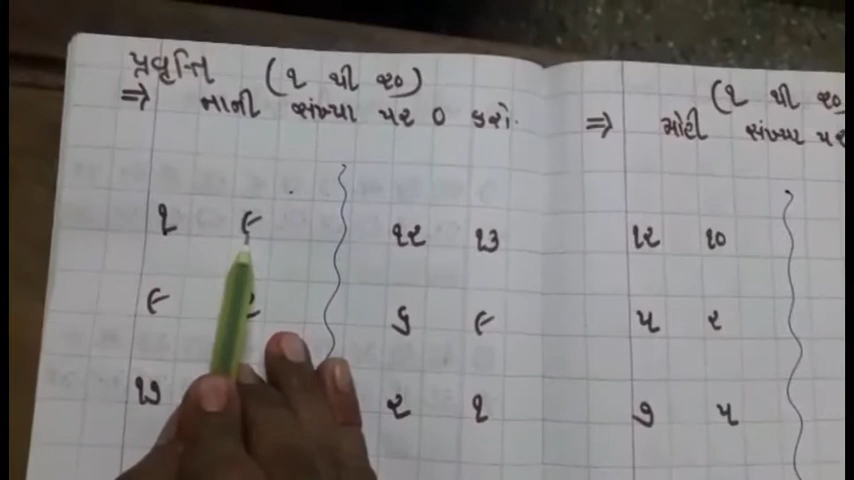 પ્રવૃત્તિ (૧ થી ૨૦)
⇒ નાની સંખ્યા પર ૦ કરો.
૧ ૯
૯
૧૨ ૧૩
૬ ૯
૨ ૧
(૧ થી ૨૦
⇒ મોટી સંખ્યા પર
૧૨ ૧૦
૫ ૨
૭ ૫